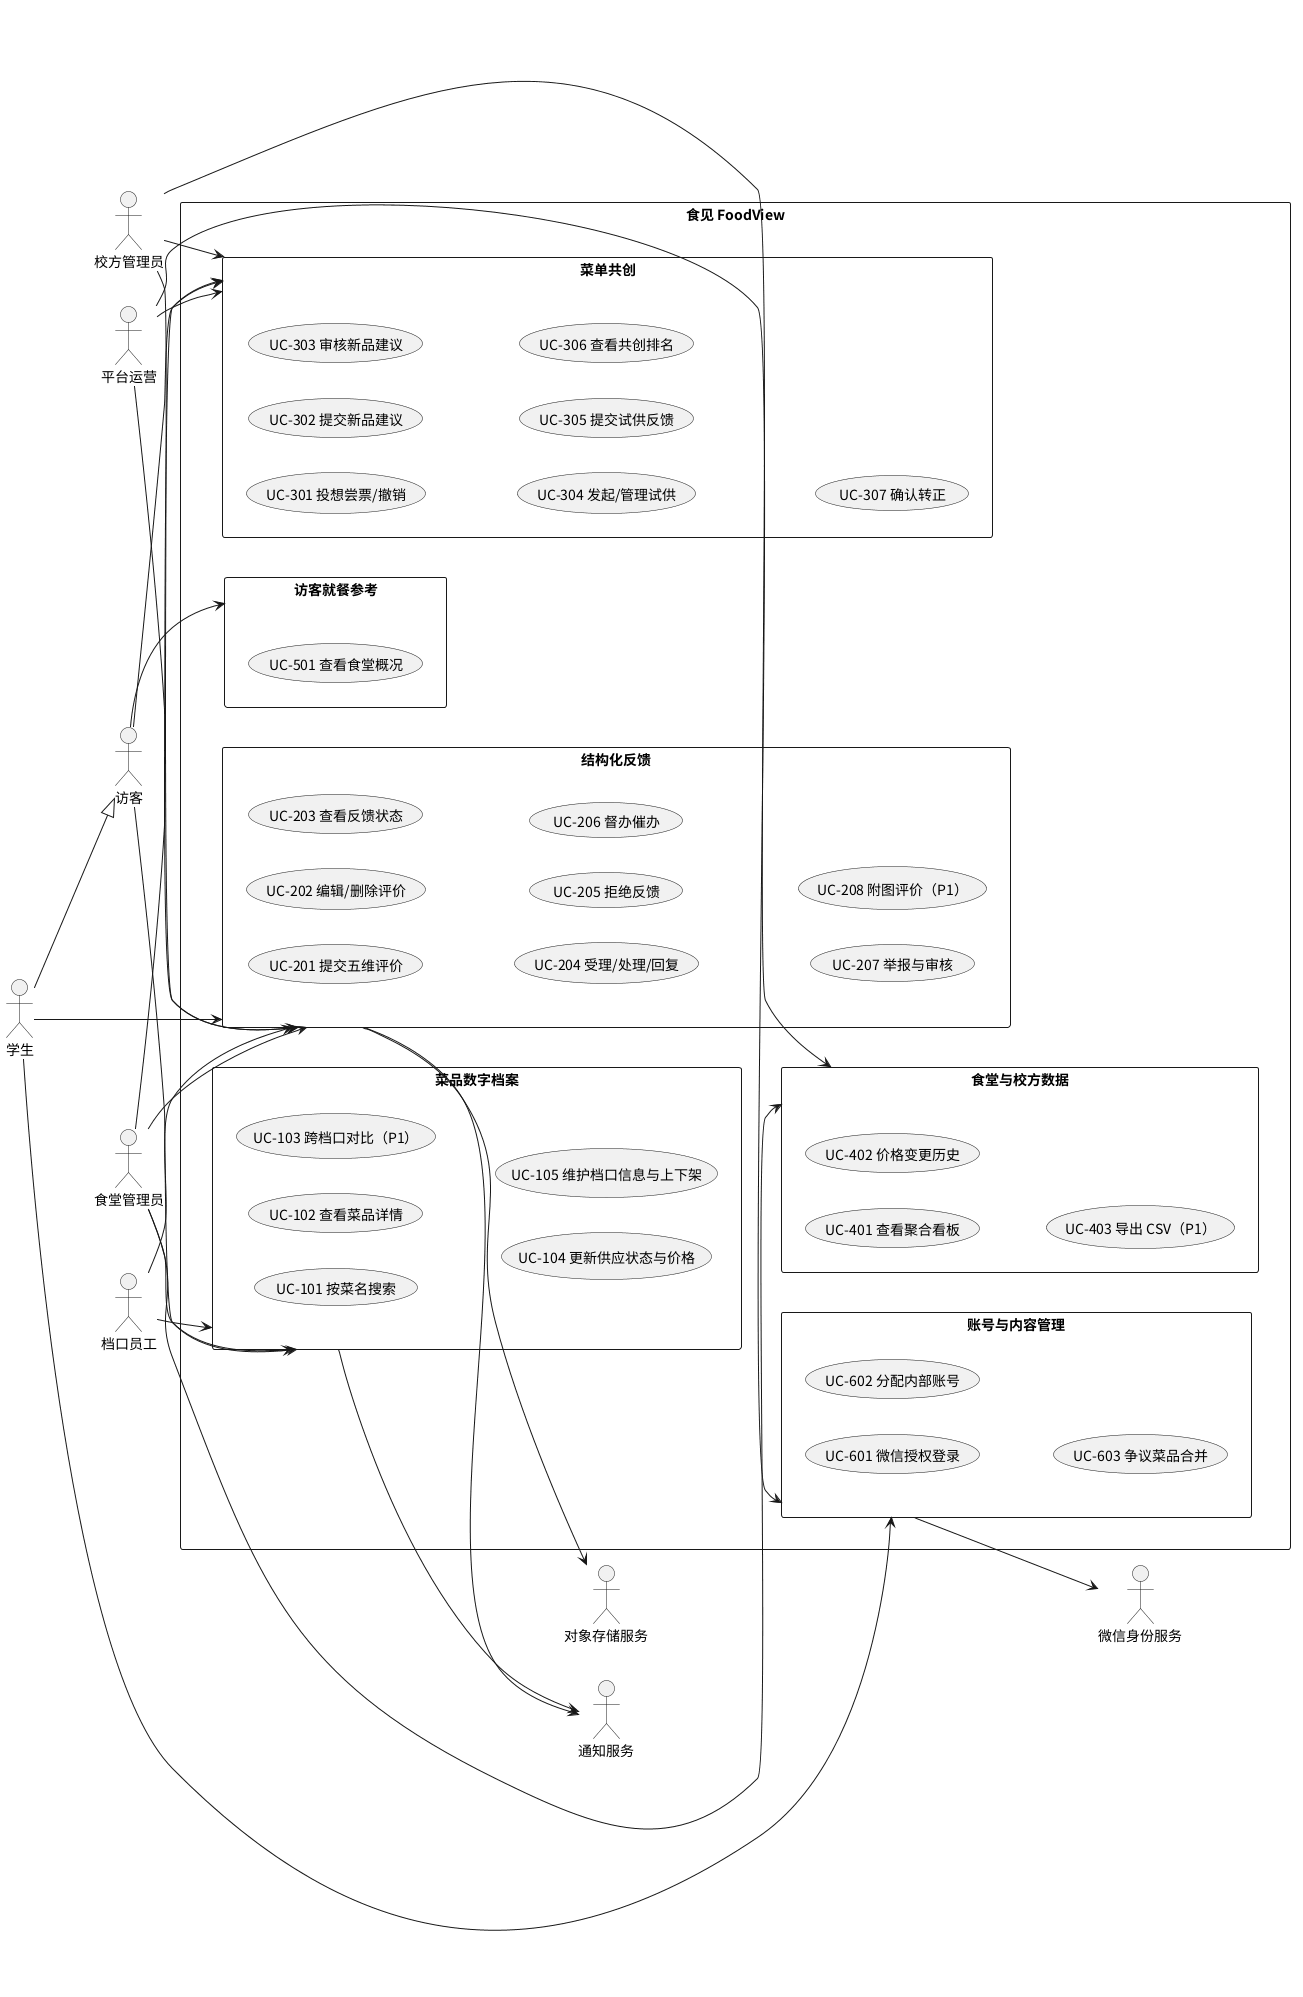 校方管理员
平台运营
访客
学生
食堂管理员
档口员工
食见 FoodView
菜单共创
UC-303 审核新品建议
UC-306 查看共创排名
UC-302 提交新品建议
UC-305 提交试供反馈
UC-301 投想尝票/撤销
UC-304 发起/管理试供
UC-307 确认转正
访客就餐参考
UC-501 查看食堂概况
结构化反馈
UC-203 查看反馈状态
UC-206 督办催办
UC-202 编辑/删除评价
UC-205 拒绝反馈
UC-208 附图评价（P1）
UC-201 提交五维评价
UC-204 受理/处理/回复
UC-207 举报与审核
菜品数字档案
UC-103 跨档口对比（P1）
UC-105 维护档口信息与上下架
UC-102 查看菜品详情
UC-104 更新供应状态与价格
UC-101 按菜名搜索
食堂与校方数据
UC-402 价格变更历史
UC-401 查看聚合看板
UC-403 导出 CSV（P1）
账号与内容管理
UC-602 分配内部账号
UC-601 微信授权登录
UC-603 争议菜品合并
对象存储服务
微信身份服务
通知服务